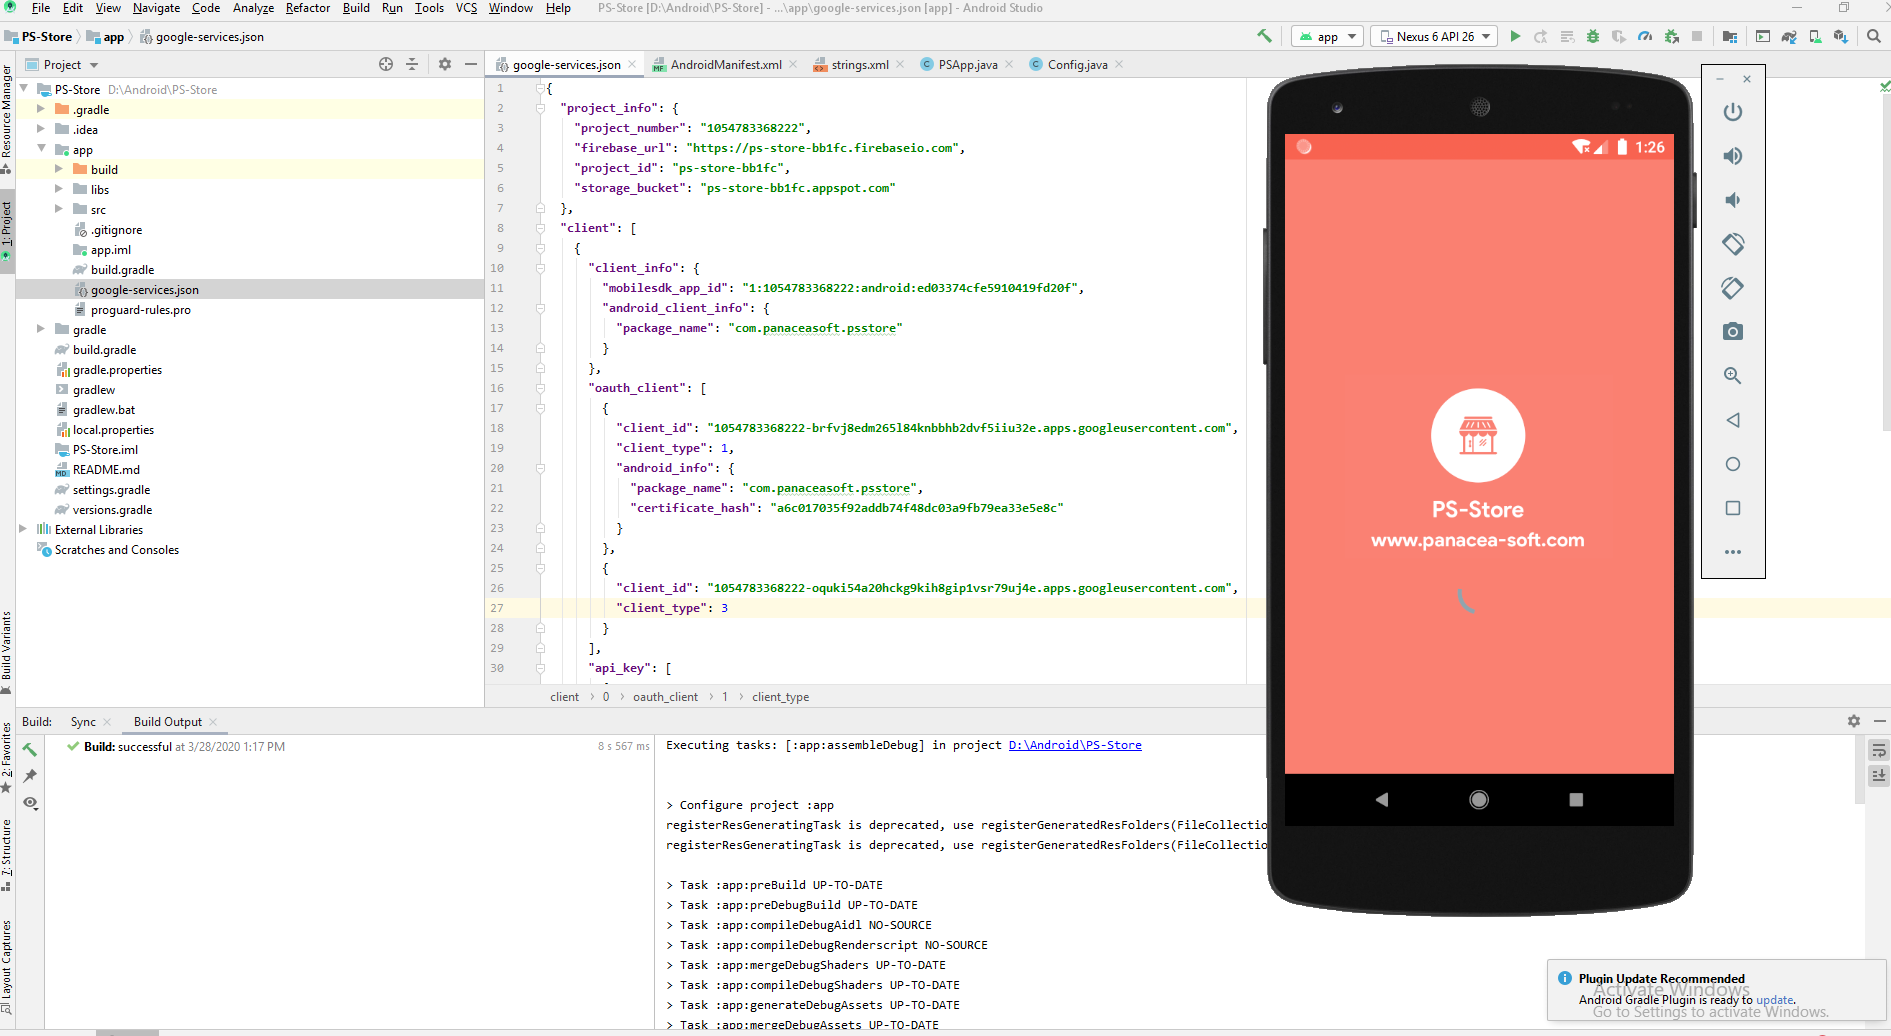 File Edit View Navigate Code Analyze Refactor Build Run Tools VCS Window Help PS-Store [D:\Android\PS-Store] - ...\app\google-services.json [app] - Android Studio
PS-Store app google-services.json
app Nexus 6 API 26
Project
google-services.json AndroidManifest.xml strings.xml PSApp.java Config.java
Resource Manager
1: Project
Build Variants
2: Favorites
7: Structure
Layout Captures
PS-Store D:\Android\PS-Store
.gradle
.idea
app
build
libs
src
.gitignore
app.iml
build.gradle
google-services.json
proguard-rules.pro
gradle
build.gradle
gradle.properties
gradlew
gradlew.bat
local.properties
PS-Store.iml
README.md
settings.gradle
versions.gradle
External Libraries
Scratches and Consoles
1 {
2 "project_info": {
3 "project_number": "1054783368222",
4 "firebase_url": "https://ps-store-bb1fc.firebaseio.com",
5 "project_id": "ps-store-bb1fc",
6 "storage_bucket": "ps-store-bb1fc.appspot.com"
7 },
8 "client": [
9 {
10 "client_info": {
11 "mobilesdk_app_id": "1:1054783368222:android:ed03374cfe5910419fd20f",
12 "android_client_info": {
13 "package_name": "com.panaceasoft.psstore"
14 }
15 },
16 "oauth_client": [
17 {
18 "client_id": "1054783368222-brfvj8edm265l84knbbhb2dvf5iiu32e.apps.googleusercontent.com",
19 "client_type": 1,
20 "android_info": {
21 "package_name": "com.panaceasoft.psstore",
22 "certificate_hash": "a6c017035f92addb74f48dc03a9fb79ea33e5e8c"
23 }
24 },
25 {
26 "client_id": "1054783368222-oquki54a20hckg9kih8gip1vsr79uj4e.apps.googleusercontent.com",
27 "client_type": 3
28 }
29 ],
30 "api_key": [
client 0 oauth_client 1 client_type
1:26
PS-Store
www.panacea-soft.com
Build: Sync Build Output
Build: successful at 3/28/2020 1:17 PM 8 s 567 ms
Executing tasks: [:app:assembleDebug] in project D:\Android\PS-Store
> Configure project :app
registerResGeneratingTask is deprecated, use registerGeneratedResFolders(FileCollectio
registerResGeneratingTask is deprecated, use registerGeneratedResFolders(FileCollectio
> Task :app:preBuild UP-TO-DATE
> Task :app:preDebugBuild UP-TO-DATE
> Task :app:compileDebugAidl NO-SOURCE
> Task :app:compileDebugRenderscript NO-SOURCE
> Task :app:mergeDebugShaders UP-TO-DATE
> Task :app:compileDebugShaders UP-TO-DATE
> Task :app:generateDebugAssets UP-TO-DATE
> Task :app:mergeDebugAssets UP-TO-DATE
Plugin Update Recommended
Activate Windows
Android Gradle Plugin is ready to update.
Go to Settings to activate Windows.